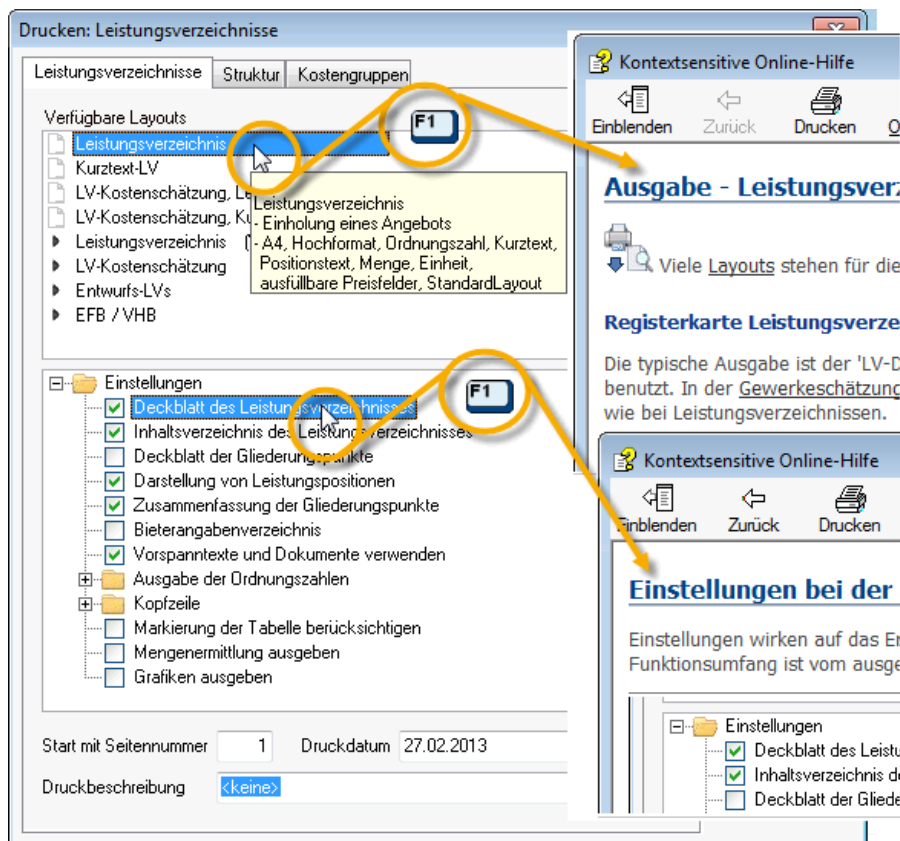 Drucken: Leistungsverzeichnisse
Leistungsverzeichnisse Struktur Kostengruppen
Verfügbare Layouts
Leistungsverzeichnis
Kurztext-LV
LV-Kostenschätzung,
LV-Kostenschätzung,
Leistungsverzeichnis
LV-Kostenschätzung
Entwurfs-LVs
EFB / VHB
F1
Leistungsverzeichnis
- Einholung eines Angebots
- A4, Hochformat, Ordnungszahl, Kurztext,
Positionstext, Menge, Einheit,
ausfüllbare Preisfelder, StandardLayout
Einstellungen
Deckblatt des Leistungsverzeichnisses
Inhaltsverzeichnis des Leistungsverzeichnisses
Deckblatt der Gliederungspunkte
Darstellung von Leistungspositionen
Zusammenfassung der Gliederungspunkte
Bieterangabenverzeichnis
Vorspanntexte und Dokumente verwenden
Ausgabe der Ordnungszahlen
Kopfzeile
Markierung der Tabelle berücksichtigen
Mengenermittlung ausgeben
Grafiken ausgeben
F1
Start mit Seitennummer 1 Druckdatum 27.02.2013
Druckbeschreibung <keine>
Kontextsensitive Online-Hilfe
Einblenden Zurück Drucken O
Ausgabe - Leistungsverz
Viele Layouts stehen für die
Registerkarte Leistungsverze
Die typische Ausgabe ist der 'LV-D
benutzt. In der Gewerkeschätzung
wie bei Leistungsverzeichnissen.
Kontextsensitive Online-Hilfe
Einblenden Zurück Drucken
Einstellungen bei der
Einstellungen wirken auf das Er
Funktionsumfang ist vom ausge
Einstellungen
Deckblatt des Leistu
Inhaltsverzeichnis de
Deckblatt der Gliede